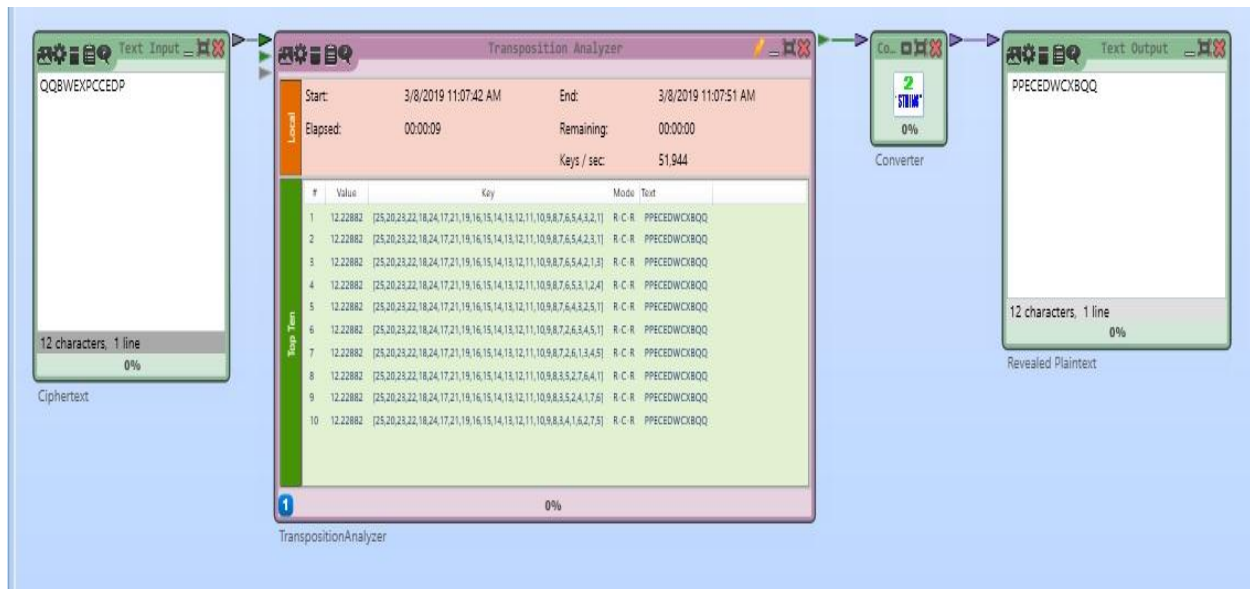 Text Input
QQBWEXPCCEDP
12 characters, 1 line
0%
Ciphertext
Transposition Analyzer
Local
Start: 3/8/2019 11:07:42 AM End: 3/8/2019 11:07:51 AM
Elapsed: 00:00:09 Remaining: 00:00:00
Keys / sec: 51,944
Top Ten
# Value Key Mode Text
1 12.22882 [25,20,23,22,18,24,17,21,19,16,15,14,13,12,11,10,9,8,7,6,5,4,3,2,1] R-C-R PPECEDWCXBQQ
2 12.22882 [25,20,23,22,18,24,17,21,19,16,15,14,13,12,11,10,9,8,7,6,5,4,2,3,1] R-C-R PPECEDWCXBQQ
3 12.22882 [25,20,23,22,18,24,17,21,19,16,15,14,13,12,11,10,9,8,7,6,5,4,2,1,3] R-C-R PPECEDWCXBQQ
4 12.22882 [25,20,23,22,18,24,17,21,19,16,15,14,13,12,11,10,9,8,7,6,5,3,1,2,4] R-C-R PPECEDWCXBQQ
5 12.22882 [25,20,23,22,18,24,17,21,19,16,15,14,13,12,11,10,9,8,7,6,4,3,2,5,1] R-C-R PPECEDWCXBQQ
6 12.22882 [25,20,23,22,18,24,17,21,19,16,15,14,13,12,11,10,9,8,7,2,6,3,4,5,1] R-C-R PPECEDWCXBQQ
7 12.22882 [25,20,23,22,18,24,17,21,19,16,15,14,13,12,11,10,9,8,7,2,6,1,3,4,5] R-C-R PPECEDWCXBQQ
8 12.22882 [25,20,23,22,18,24,17,21,19,16,15,14,13,12,11,10,9,8,3,5,2,7,6,4,1] R-C-R PPECEDWCXBQQ
9 12.22882 [25,20,23,22,18,24,17,21,19,16,15,14,13,12,11,10,9,8,3,5,2,4,1,7,6] R-C-R PPECEDWCXBQQ
10 12.22882 [25,20,23,22,18,24,17,21,19,16,15,14,13,12,11,10,9,8,3,4,1,6,2,7,5] R-C-R PPECEDWCXBQQ
1
0%
TranspositionAnalyzer
Co...
2
"STRING"
0%
Converter
Text Output
PPECEDWCXBQQ
12 characters, 1 line
0%
Revealed Plaintext